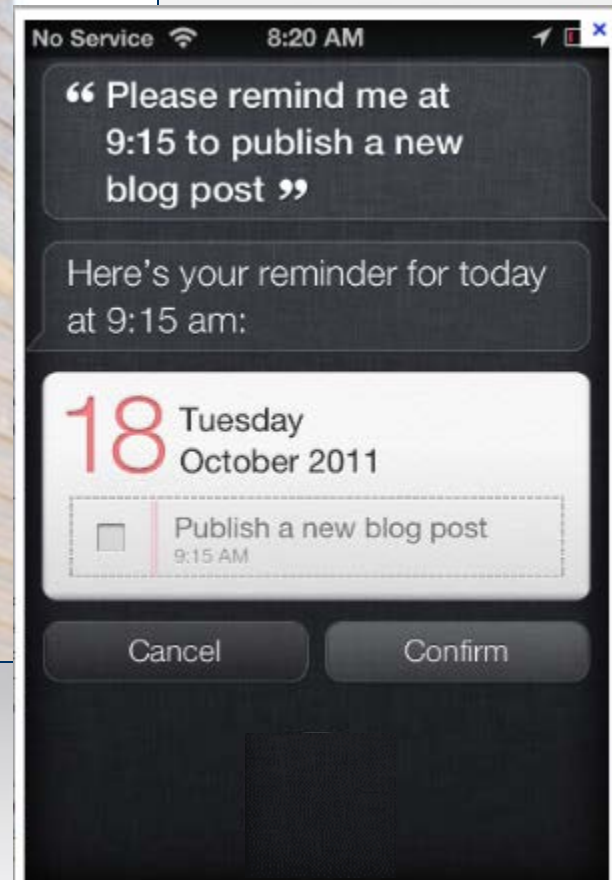 No Service 8:20 AM
“ Please remind me at
9:15 to publish a new
blog post ”
Here's your reminder for today
at 9:15 am:
18 Tuesday
October 2011
Publish a new blog post
9:15 AM
Cancel Confirm